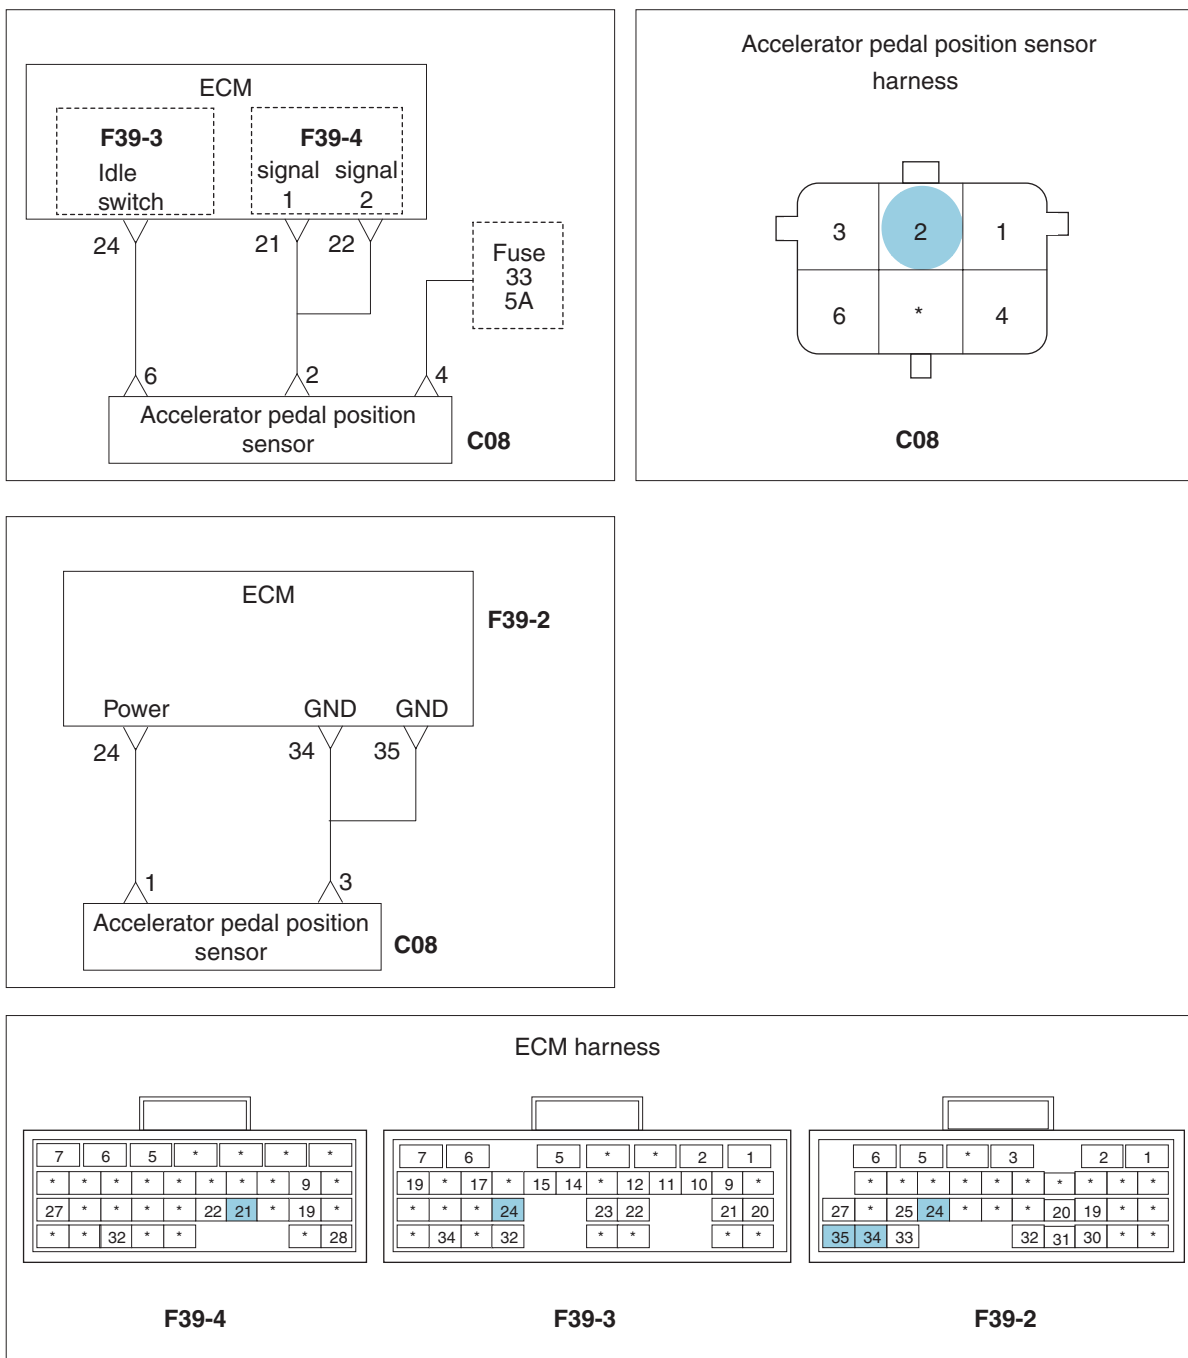 ECM
F39-3
F39-4
Idle
switch
signal signal
1 2
24 21 22
Fuse
33
5A
6 2 4
Accelerator pedal position
sensor
C08
Accelerator pedal position sensor
harness
3 2 1
6 * 4
C08
ECM
F39-2
Power GND GND
24 34 35
1 3
Accelerator pedal position
sensor
C08
ECM harness
7 6 5 * * * *
* * * * * * * * 9 *
27 * * * * 22 21 * 19 *
* * 32 * * * 28
F39-4
7 6 5 * * 2 1
19 * 17 * 15 14 * 12 11 10 9 *
* * * 24 23 22 21 20
* 34 * 32 * * * *
F39-3
6 5 * 3 2 1
* * * * * * * * * *
27 * 25 24 * * * 20 19 * *
35 34 33 32 31 30 * *
F39-2